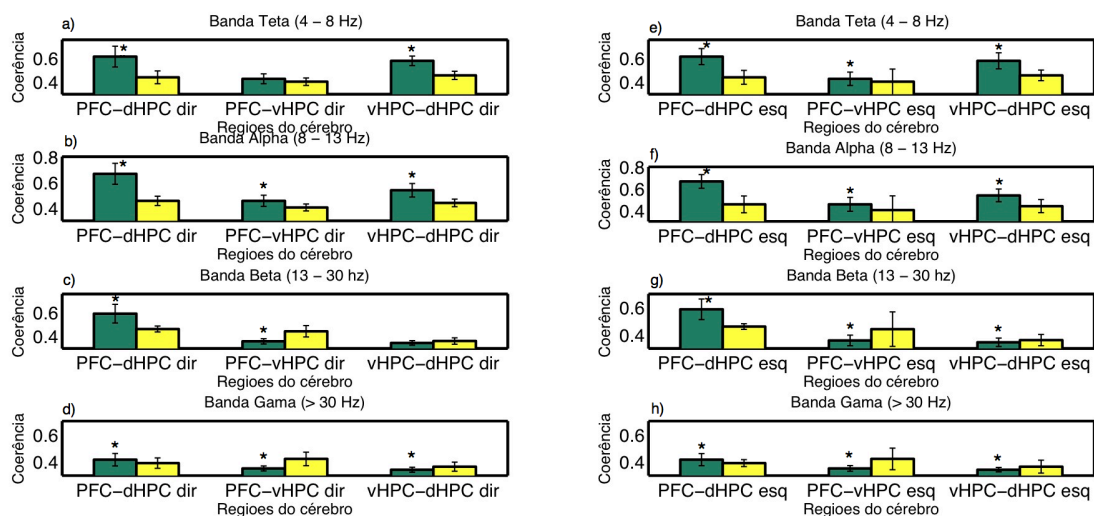 a)
Banda Teta (4 – 8 Hz)
Coerência
0.6
0.4
*
*
PFC–dHPC dir
PFC–vHPC dir
vHPC–dHPC dir
Regioes do cérebro
b)
Banda Alpha (8 – 13 Hz)
Coerência
0.8
0.6
0.4
*
*
*
PFC–dHPC dir
PFC–vHPC dir
vHPC–dHPC dir
Regioes do cérebro
c)
Banda Beta (13 – 30 hz)
Coerência
0.6
0.4
*
*
PFC–dHPC dir
PFC–vHPC dir
vHPC–dHPC dir
Regioes do cérebro
d)
Banda Gama (> 30 Hz)
Coerência
0.6
0.4
*
*
*
PFC–dHPC dir
PFC–vHPC dir
vHPC–dHPC dir
Regioes do cérebro
e)
Banda Teta (4 – 8 Hz)
Coerência
0.6
0.4
*
*
*
PFC–dHPC esq
PFC–vHPC esq
vHPC–dHPC esq
Regioes do cérebro
f)
Banda Alpha (8 – 13 Hz)
Coerência
0.8
0.6
0.4
*
*
*
PFC–dHPC esq
PFC–vHPC esq
vHPC–dHPC esq
Regioes do cérebro
g)
Banda Beta (13 – 30 hz)
Coerência
0.6
0.4
*
*
*
PFC–dHPC esq
PFC–vHPC esq
vHPC–dHPC esq
Regioes do cérebro
h)
Banda Gama (> 30 Hz)
Coerência
0.6
0.4
*
*
*
PFC–dHPC esq
PFC–vHPC esq
vHPC–dHPC esq
Regioes do cérebro